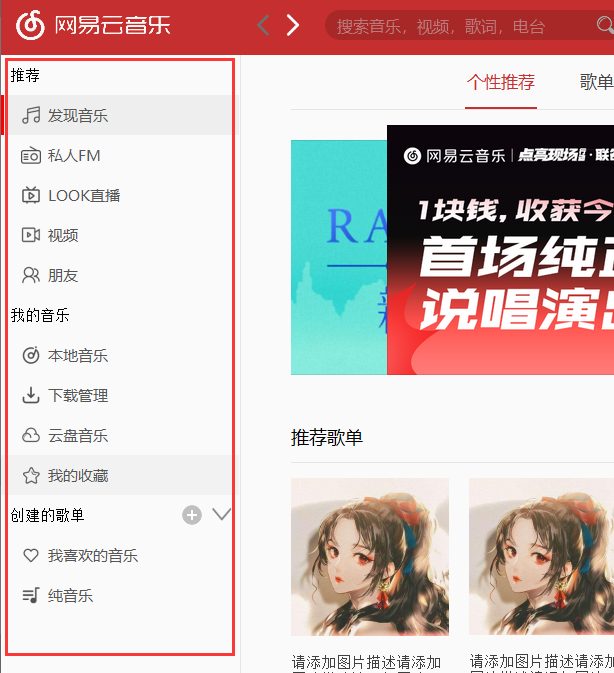 网易云音乐
搜索音乐，视频，歌词，电台
推荐
发现音乐
私人FM
LOOK直播
视频
朋友
我的音乐
本地音乐
下载管理
云盘音乐
我的收藏
创建的歌单
我喜欢的音乐
纯音乐
个性推荐
歌单
RA
网易云音乐 | 点亮现场 · 联
1块钱，收获今
首场纯
说唱演
推荐歌单
请添加图片描述请添加
请添加图片描述请添加